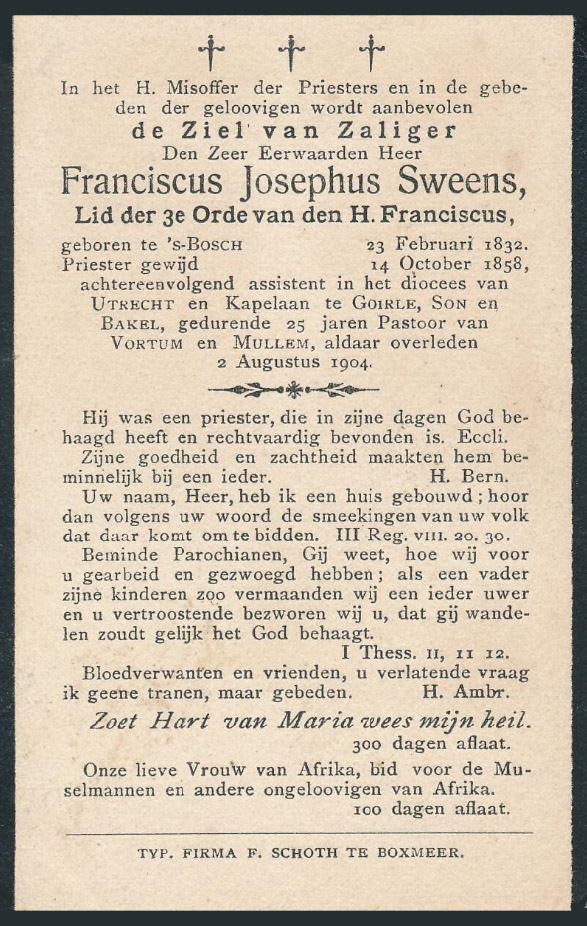 In het H. Misoffer der Priesters en in de gebe-
den der geloovigen wordt aanbevolen
de Ziel van Zaliger
Den Zeer Eerwaarden Heer
Franciscus Josephus Sweens,
Lid der 3e Orde van den H. Franciscus,
geboren te 's-BOSCH 23 Februari 1832.
Priester gewijd 14 October 1858,
achtereenvolgend assistent in het diocees van
UTRECHT en Kapelaan te GOIRLE, SON en
BAKEL, gedurende 25 jaren Pastoor van
VORTUM en MULLEM, aldaar overleden
2 Augustus 1904.
Hij was een priester, die in zijne dagen God be-
haagd heeft en rechtvaardig bevonden is. Eccli.
Zijne goedheid en zachtheid maakten hem be-
minnelijk bij een ieder. H. Bern.
Uw naam, Heer, heb ik een huis gebouwd; hoor
dan volgens uw woord de smeekingen van uw volk
dat daar komt om te bidden. III Reg. VIII. 20. 30.
Beminde Parochianen, Gij weet, hoe wij voor
u gearbeid en gezwoegd hebben; als een vader
zijne kinderen zoo vermaanden wij een ieder uwer
en u vertroostende bezworen wij u, dat gij wande-
len zoudt gelijk het God behaagt.
I Thess. II, 11 12.
Bloedverwanten en vrienden, u verlatende vraag
ik geene tranen, maar gebeden. H. Ambr.
Zoet Hart van Maria wees mijn heil.
300 dagen aflaat.
Onze lieve Vrouw van Afrika, bid voor de Mu-
selmannen en andere ongeloovigen van Afrika.
100 dagen aflaat.
TYP. FIRMA F. SCHOTH TE BOXMEER.